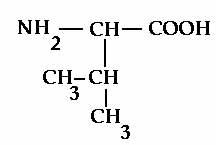 NH2 – CH – COOH
CH3 – CH
CH3